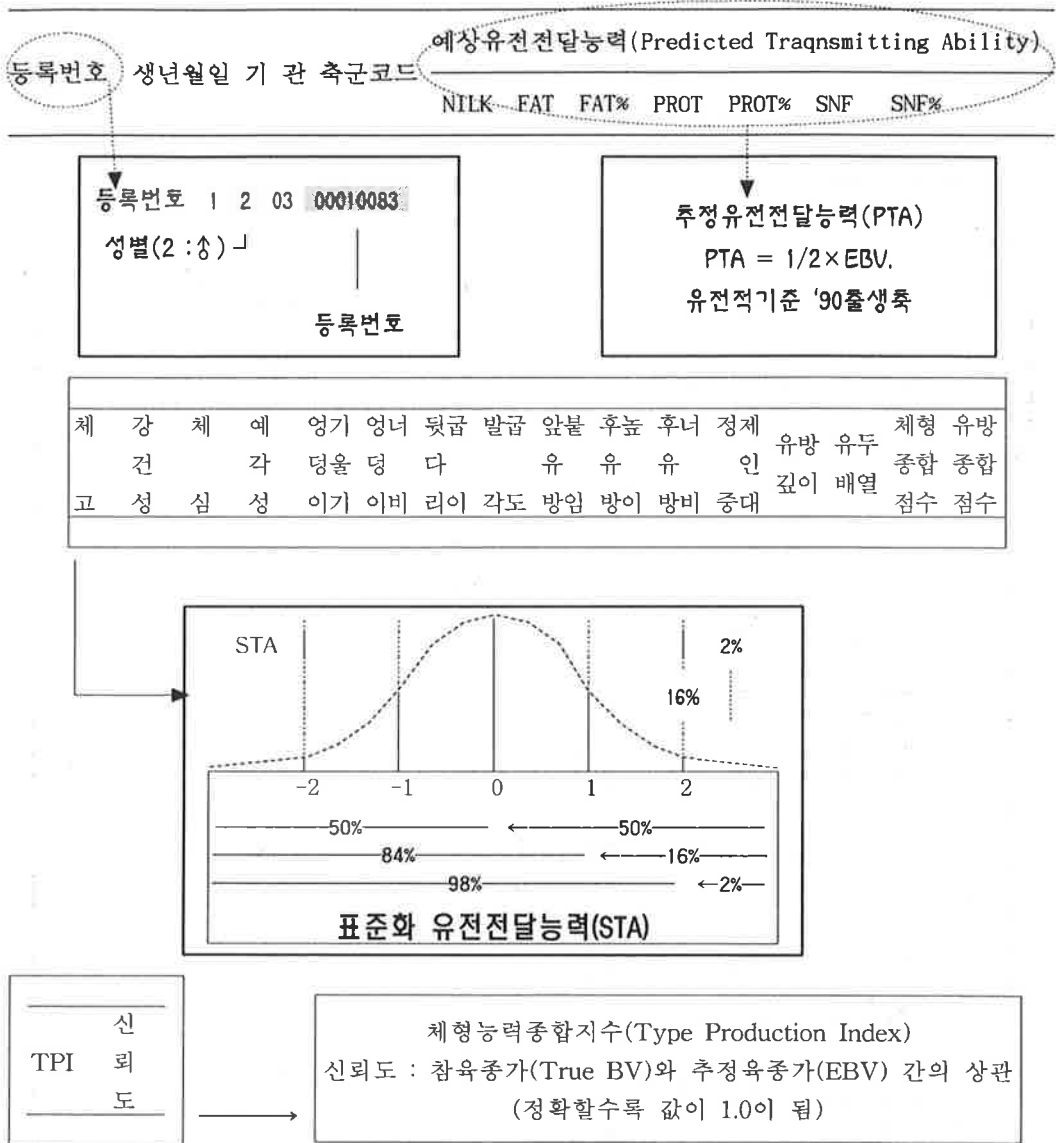 예상유전전달능력(Predicted Traqnsmitting Ability)
등록번호 생년월일 기 관 축군코드
NILK FAT FAT% PROT PROT% SNF SNF%
등록번호 1 2 03 00010083
성별(2 :♂)
등록번호
추정유전전달능력(PTA)
PTA = 1/2×EBV.
유전적기준 '90출생축
체 강 체 예 엉기 엉너 뒷굽 발굽 앞붙 후높 후너 정제 유방 유두 체형 유방
건 각 덩울 덩 다 유 유 유 인 종합 종합
고 성 심 성 이기 이비 리이 각도 방임 방이 방비 중대 깊이 배열 점수 점수
STA 2%
16%
-2 -1 0 1 2
50% ← 50%
84% ← 16%
98% ←2%
표준화 유전전달능력(STA)
신
TPI 뢰
도
체형능력종합지수(Type Production Index)
신뢰도 : 참육종가(True BV)와 추정육종가(EBV) 간의 상관
(정확할수록 값이 1.0이 됨)